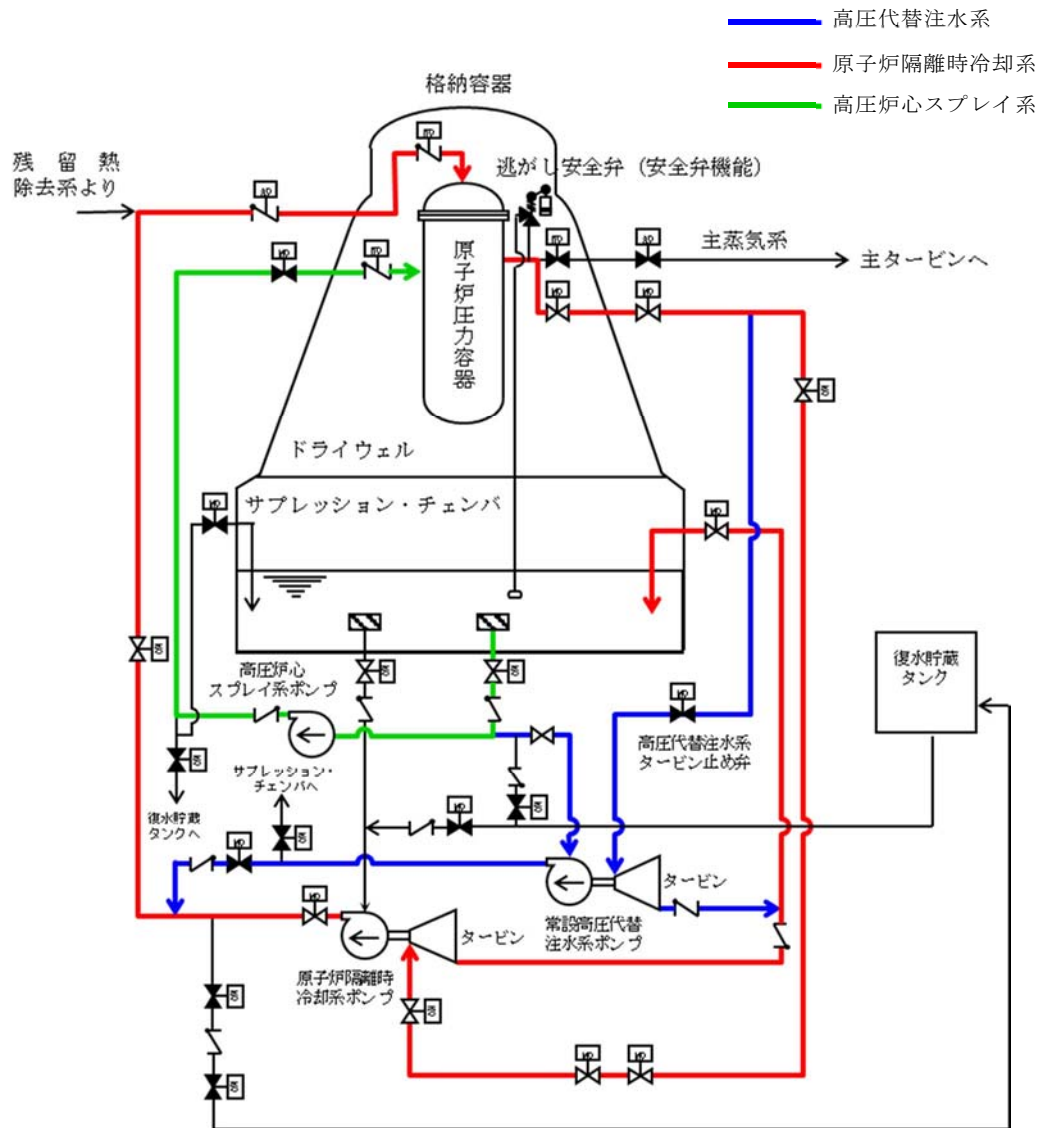 高圧代替注水系
原子炉隔離時冷却系
高圧炉心スプレイ系
格納容器
残留熱
除去系より
逃がし安全弁（安全弁機能）
主蒸気系
主タービンへ
原子炉圧力容器
ドライウェル
サプレッション・チェンバ
高圧炉心
スプレイ系ポンプ
復水貯蔵
タンク
高圧代替注水系
タービン止め弁
サプレッション・
チェンバへ
復水貯蔵
タンクへ
タービン
常設高圧代替
注水系ポンプ
タービン
原子炉隔離時
冷却系ポンプ